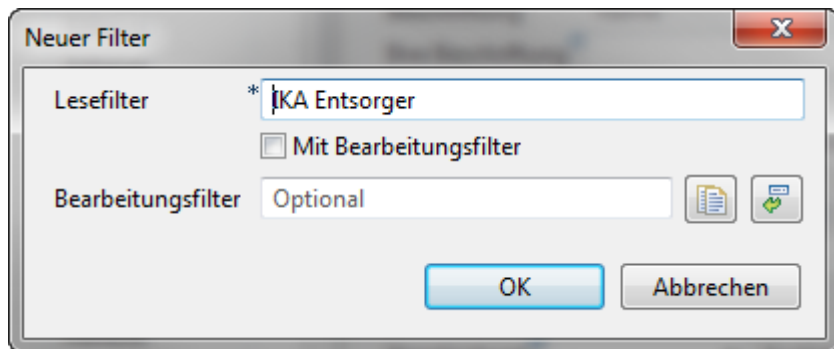 Neuer Filter
Lesefilter * IKA Entsorger
Mit Bearbeitungsfilter
Bearbeitungsfilter Optional
OK Abbrechen